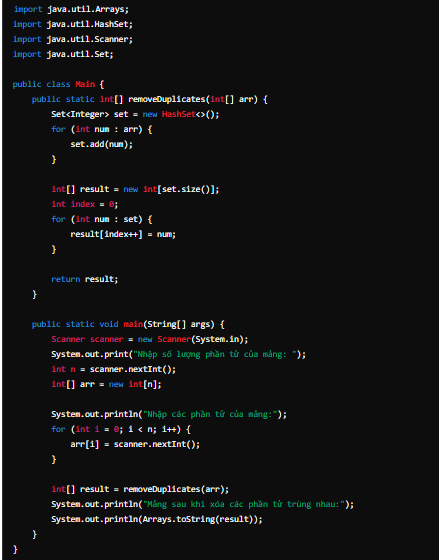 import java.util.Arrays;
import java.util.HashSet;
import java.util.Scanner;
import java.util.Set;
public class Main {
public static int[] removeDuplicates(int[] arr) {
Set<Integer> set = new HashSet<>();
for (int num : arr) {
set.add(num);
}
int[] result = new int[set.size()];
int index = 0;
for (int num : set) {
result[index++] = num;
}
return result;
}
public static void main(String[] args) {
Scanner scanner = new Scanner(System.in);
System.out.print("Nhập số lượng phần tử của mảng: ");
int n = scanner.nextInt();
int[] arr = new int[n];
System.out.println("Nhập các phần tử của mảng:");
for (int i = 0; i < n; i++) {
arr[i] = scanner.nextInt();
}
int[] result = removeDuplicates(arr);
System.out.println("Mảng sau khi xóa các phần tử trùng nhau:");
System.out.println(Arrays.toString(result));
}
}